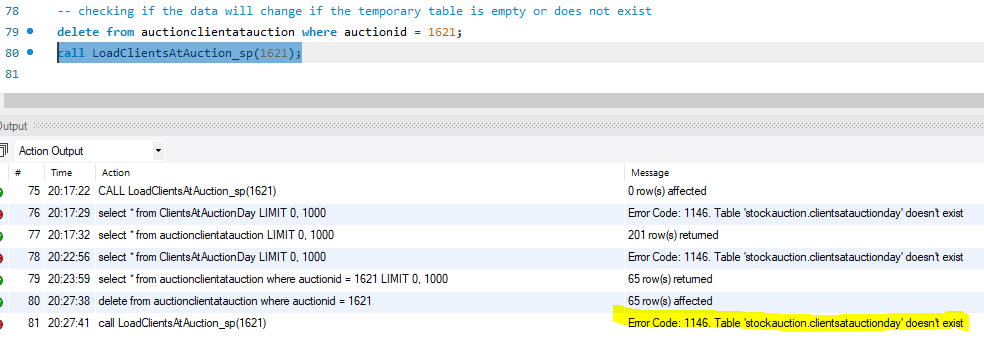 78 -- checking if the data will change if the temporary table is empty or does not exist
79 delete from auctionclientatauction where auctionid = 1621;
80 call LoadClientsAtAuction_sp(1621);
81
Output
Action Output
# Time Action Message
75 20:17:22 CALL LoadClientsAtAuction_sp(1621) 0 row(s) affected
76 20:17:29 select * from ClientsAtAuctionDay LIMIT 0, 1000 Error Code: 1146. Table 'stockauction.clientsatauctionday' doesn't exist
77 20:17:32 select * from auctionclientatauction LIMIT 0, 1000 201 row(s) returned
78 20:22:56 select * from ClientsAtAuctionDay LIMIT 0, 1000 Error Code: 1146. Table 'stockauction.clientsatauctionday' doesn't exist
79 20:23:59 select * from auctionclientatauction where auctionid = 1621 LIMIT 0, 1000 65 row(s) returned
80 20:27:38 delete from auctionclientatauction where auctionid = 1621 65 row(s) affected
81 20:27:41 call LoadClientsAtAuction_sp(1621) Error Code: 1146. Table 'stockauction.clientsatauctionday' doesn't exist